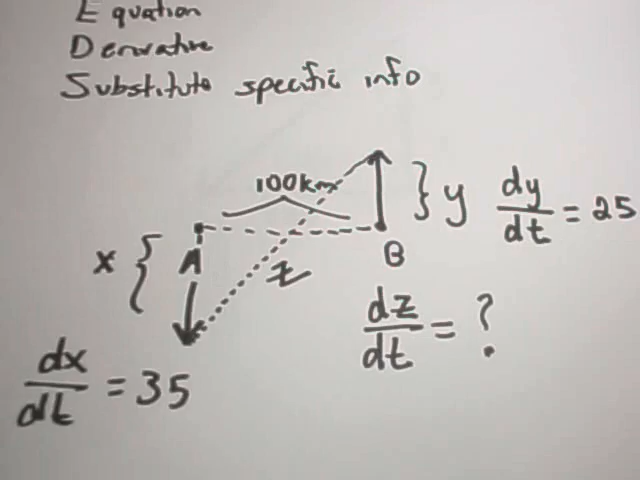 Equation
Derivative
Substitute specific info
100km
} y dy/dt = 25
x {
A
B
z
dz/dt = ?
dx/dt = 35